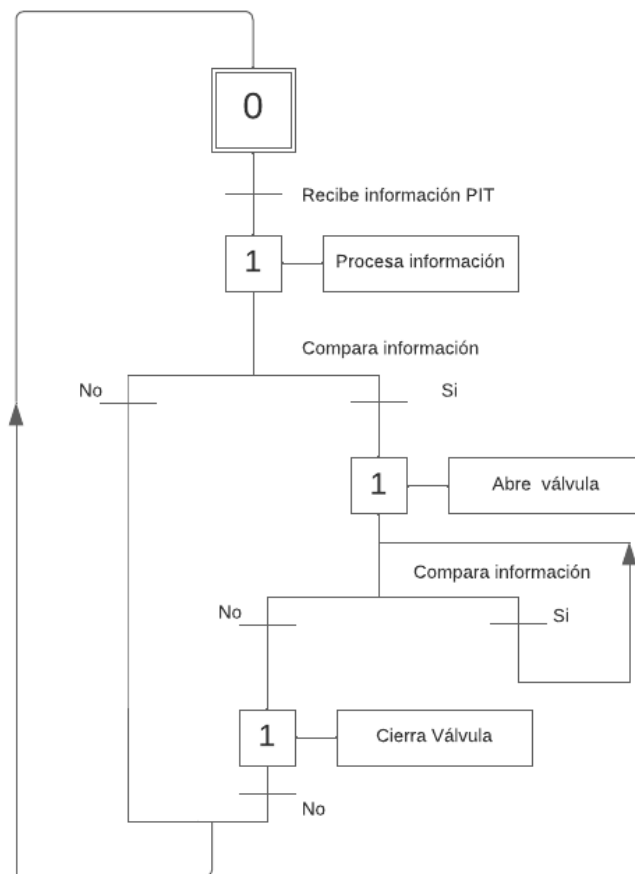 0
Recibe información PIT
1
Procesa información
Compara información
No
Si
1
Abre válvula
Compara información
No
Si
1
Cierra Válvula
No